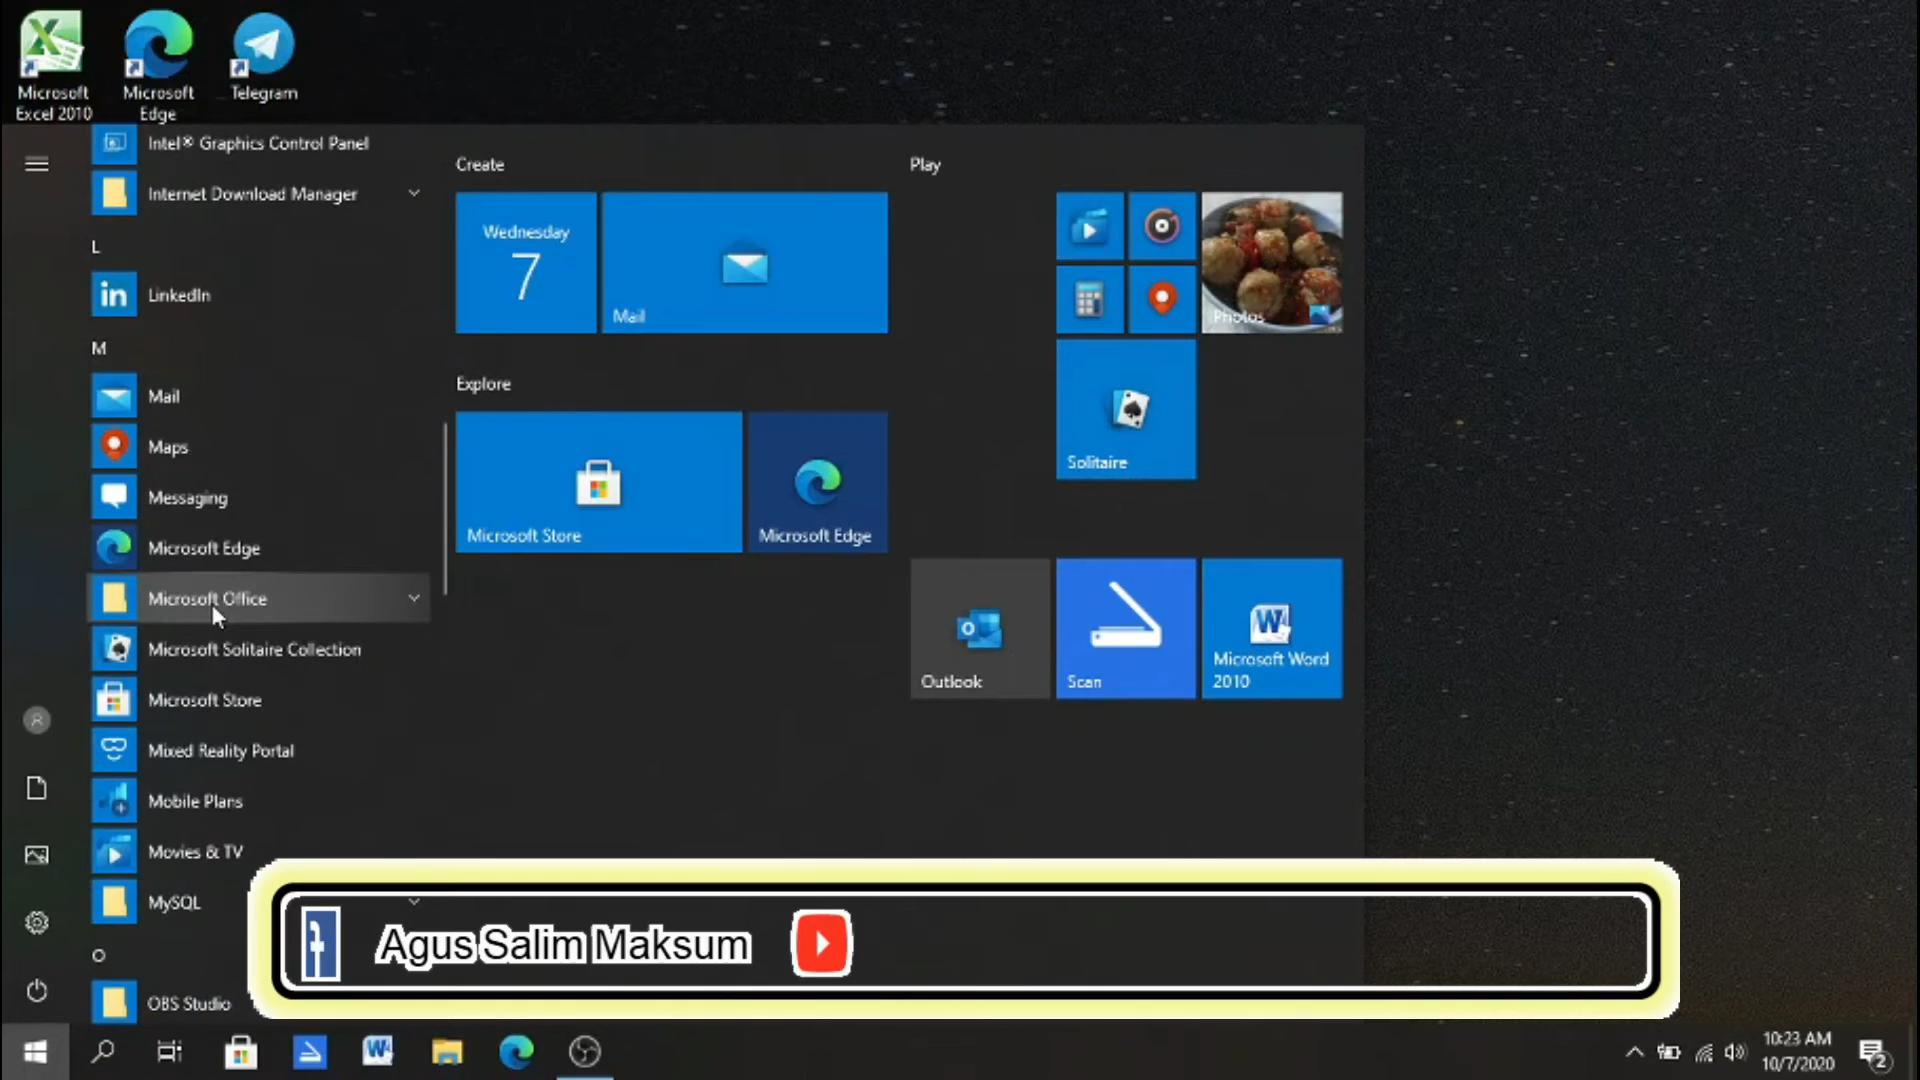 Microsoft
Excel 2010
Microsoft
Edge
Telegram
Intel® Graphics Control Panel
Internet Download Manager
L
LinkedIn
M
Mail
Maps
Messaging
Microsoft Edge
Microsoft Office
Microsoft Solitaire Collection
Microsoft Store
Mixed Reality Portal
Mobile Plans
Movies & TV
MySQL
O
OBS Studio
Create
Wednesday
7
Mail
Explore
Microsoft Store
Microsoft Edge
Play
Photos
Solitaire
Outlook
Scan
Microsoft Word
2010
Agus Salim Maksum
10:23 AM
10/7/2020
2